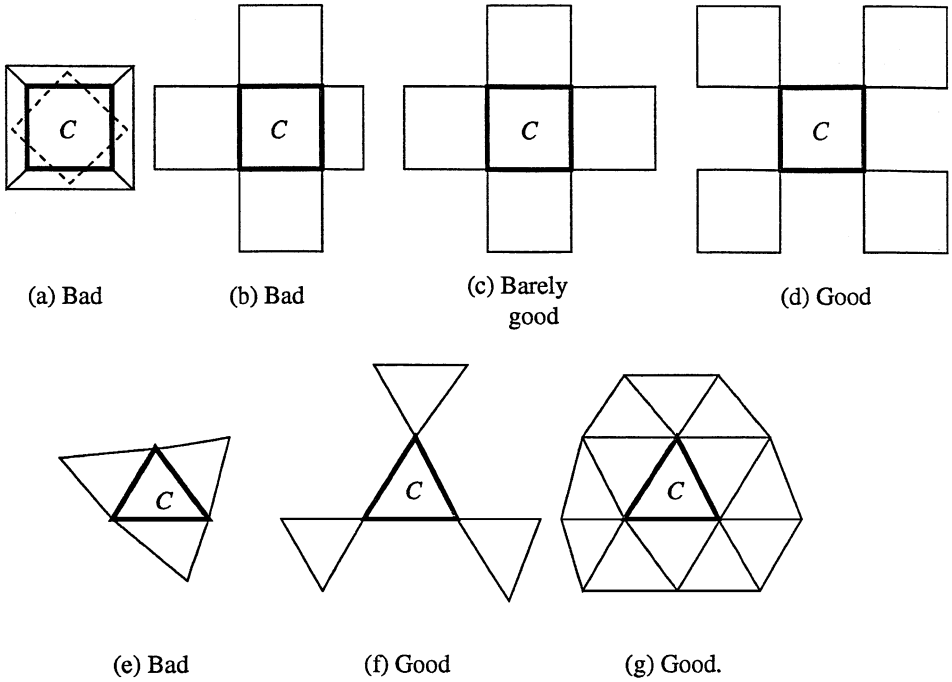 C
C
C
C
(a) Bad
(b) Bad
(c) Barely
good
(d) Good
C
C
C
(e) Bad
(f) Good
(g) Good.